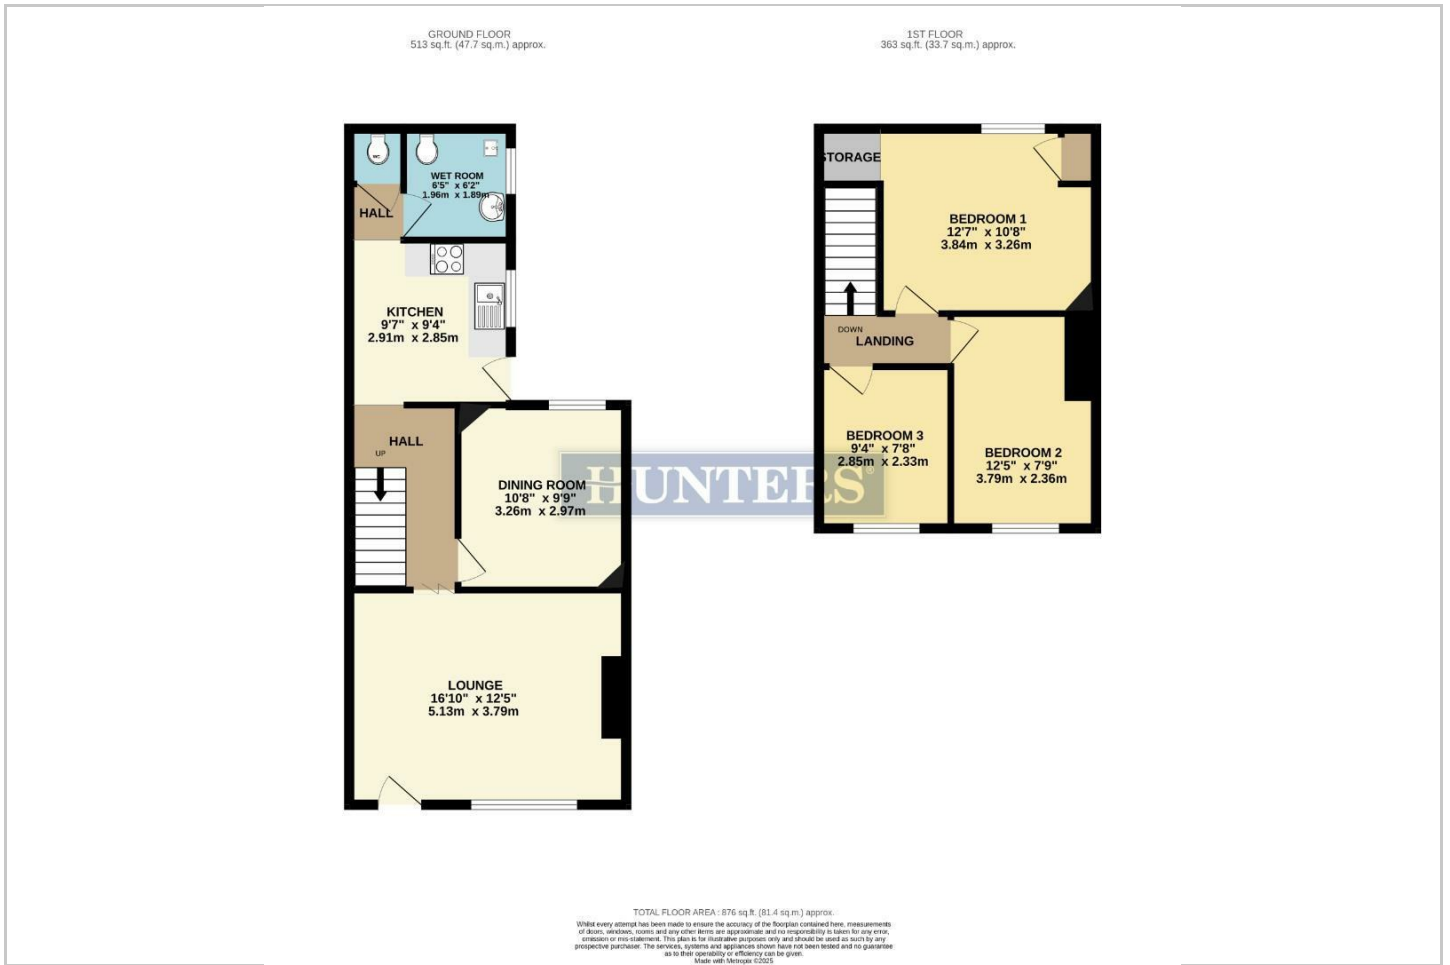 GROUND FLOOR
513 sq.ft. (47.7 sq.m.) approx.
1ST FLOOR
363 sq.ft. (33.7 sq.m.) approx.
WC
WET ROOM
6'5" x 6'2"
1.96m x 1.89m
HALL
KITCHEN
9'7" x 9'4"
2.91m x 2.85m
HALL
UP
DINING ROOM
10'8" x 9'9"
3.26m x 2.97m
LOUNGE
16'10" x 12'5"
5.13m x 3.79m
STORAGE
BEDROOM 1
12'7" x 10'8"
3.84m x 3.26m
DOWN
LANDING
BEDROOM 3
9'4" x 7'8"
2.85m x 2.33m
BEDROOM 2
12'5" x 7'9"
3.79m x 2.36m
HUNTERS®
TOTAL FLOOR AREA : 876 sq.ft. (81.4 sq.m.) approx.
Whilst every attempt has been made to ensure the accuracy of the floorplan contained here, measurements
of doors, windows, rooms and any other items are approximate and no responsibility is taken for any error,
omission or mis-statement. This plan is for illustrative purposes only and should be used as such by any
prospective purchaser. The services, systems and appliances shown have not been tested and no guarantee
as to their operability or efficiency can be given.
Made with Metropix ©2025